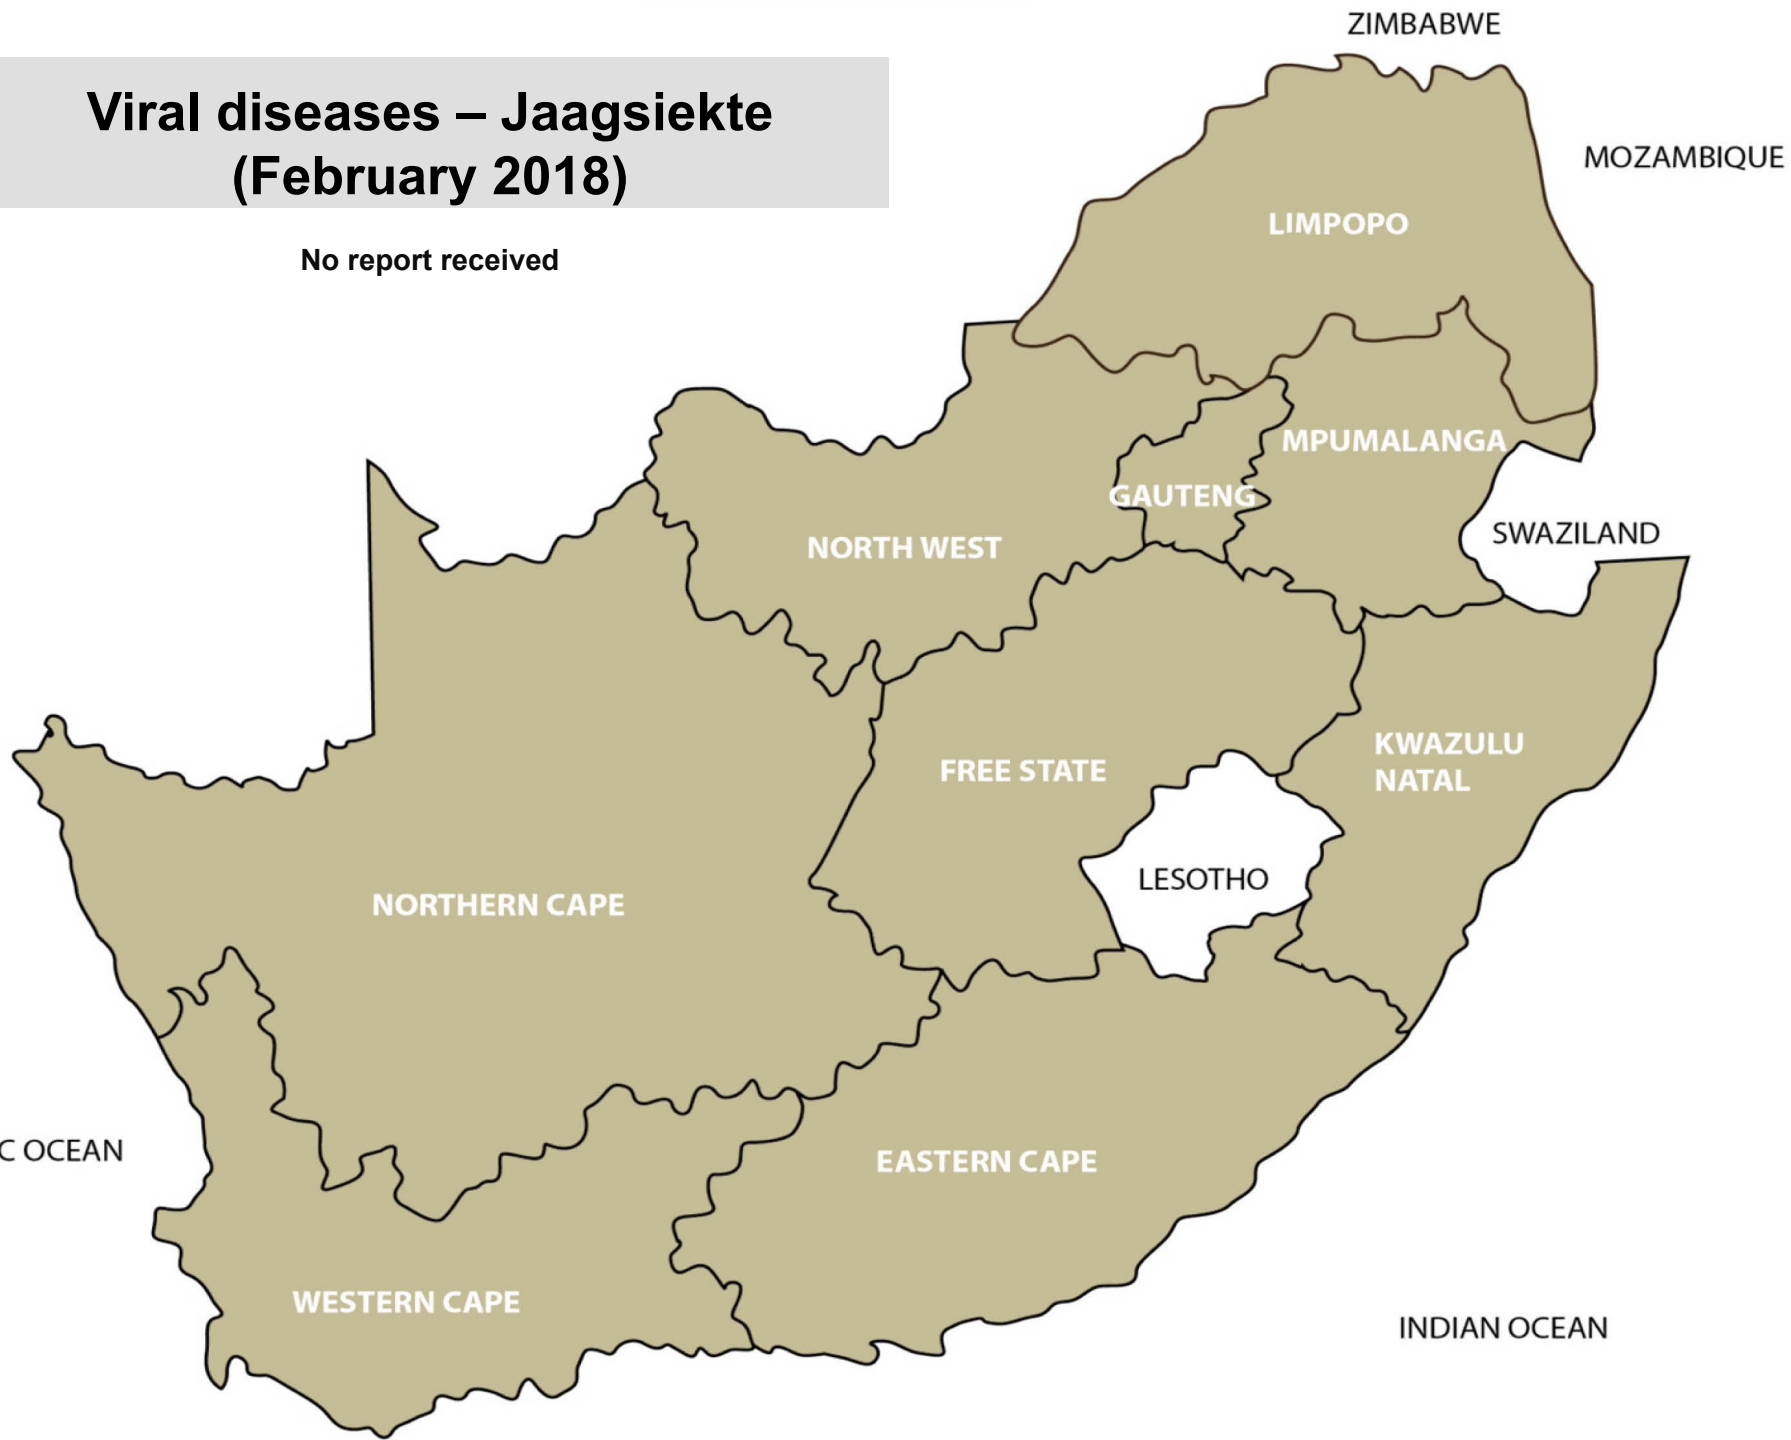 ZIMBABWE
Viral diseases – Jaagsiekte
(February 2018)
MOZAMBIQUE
LIMPOPO
No report received
MPUMALANGA
GAUTENG
SWAZILAND
NORTH WEST
KWAZULU
NATAL
FREE STATE
LESOTHO
NORTHERN CAPE
C OCEAN
EASTERN CAPE
WESTERN CAPE
INDIAN OCEAN